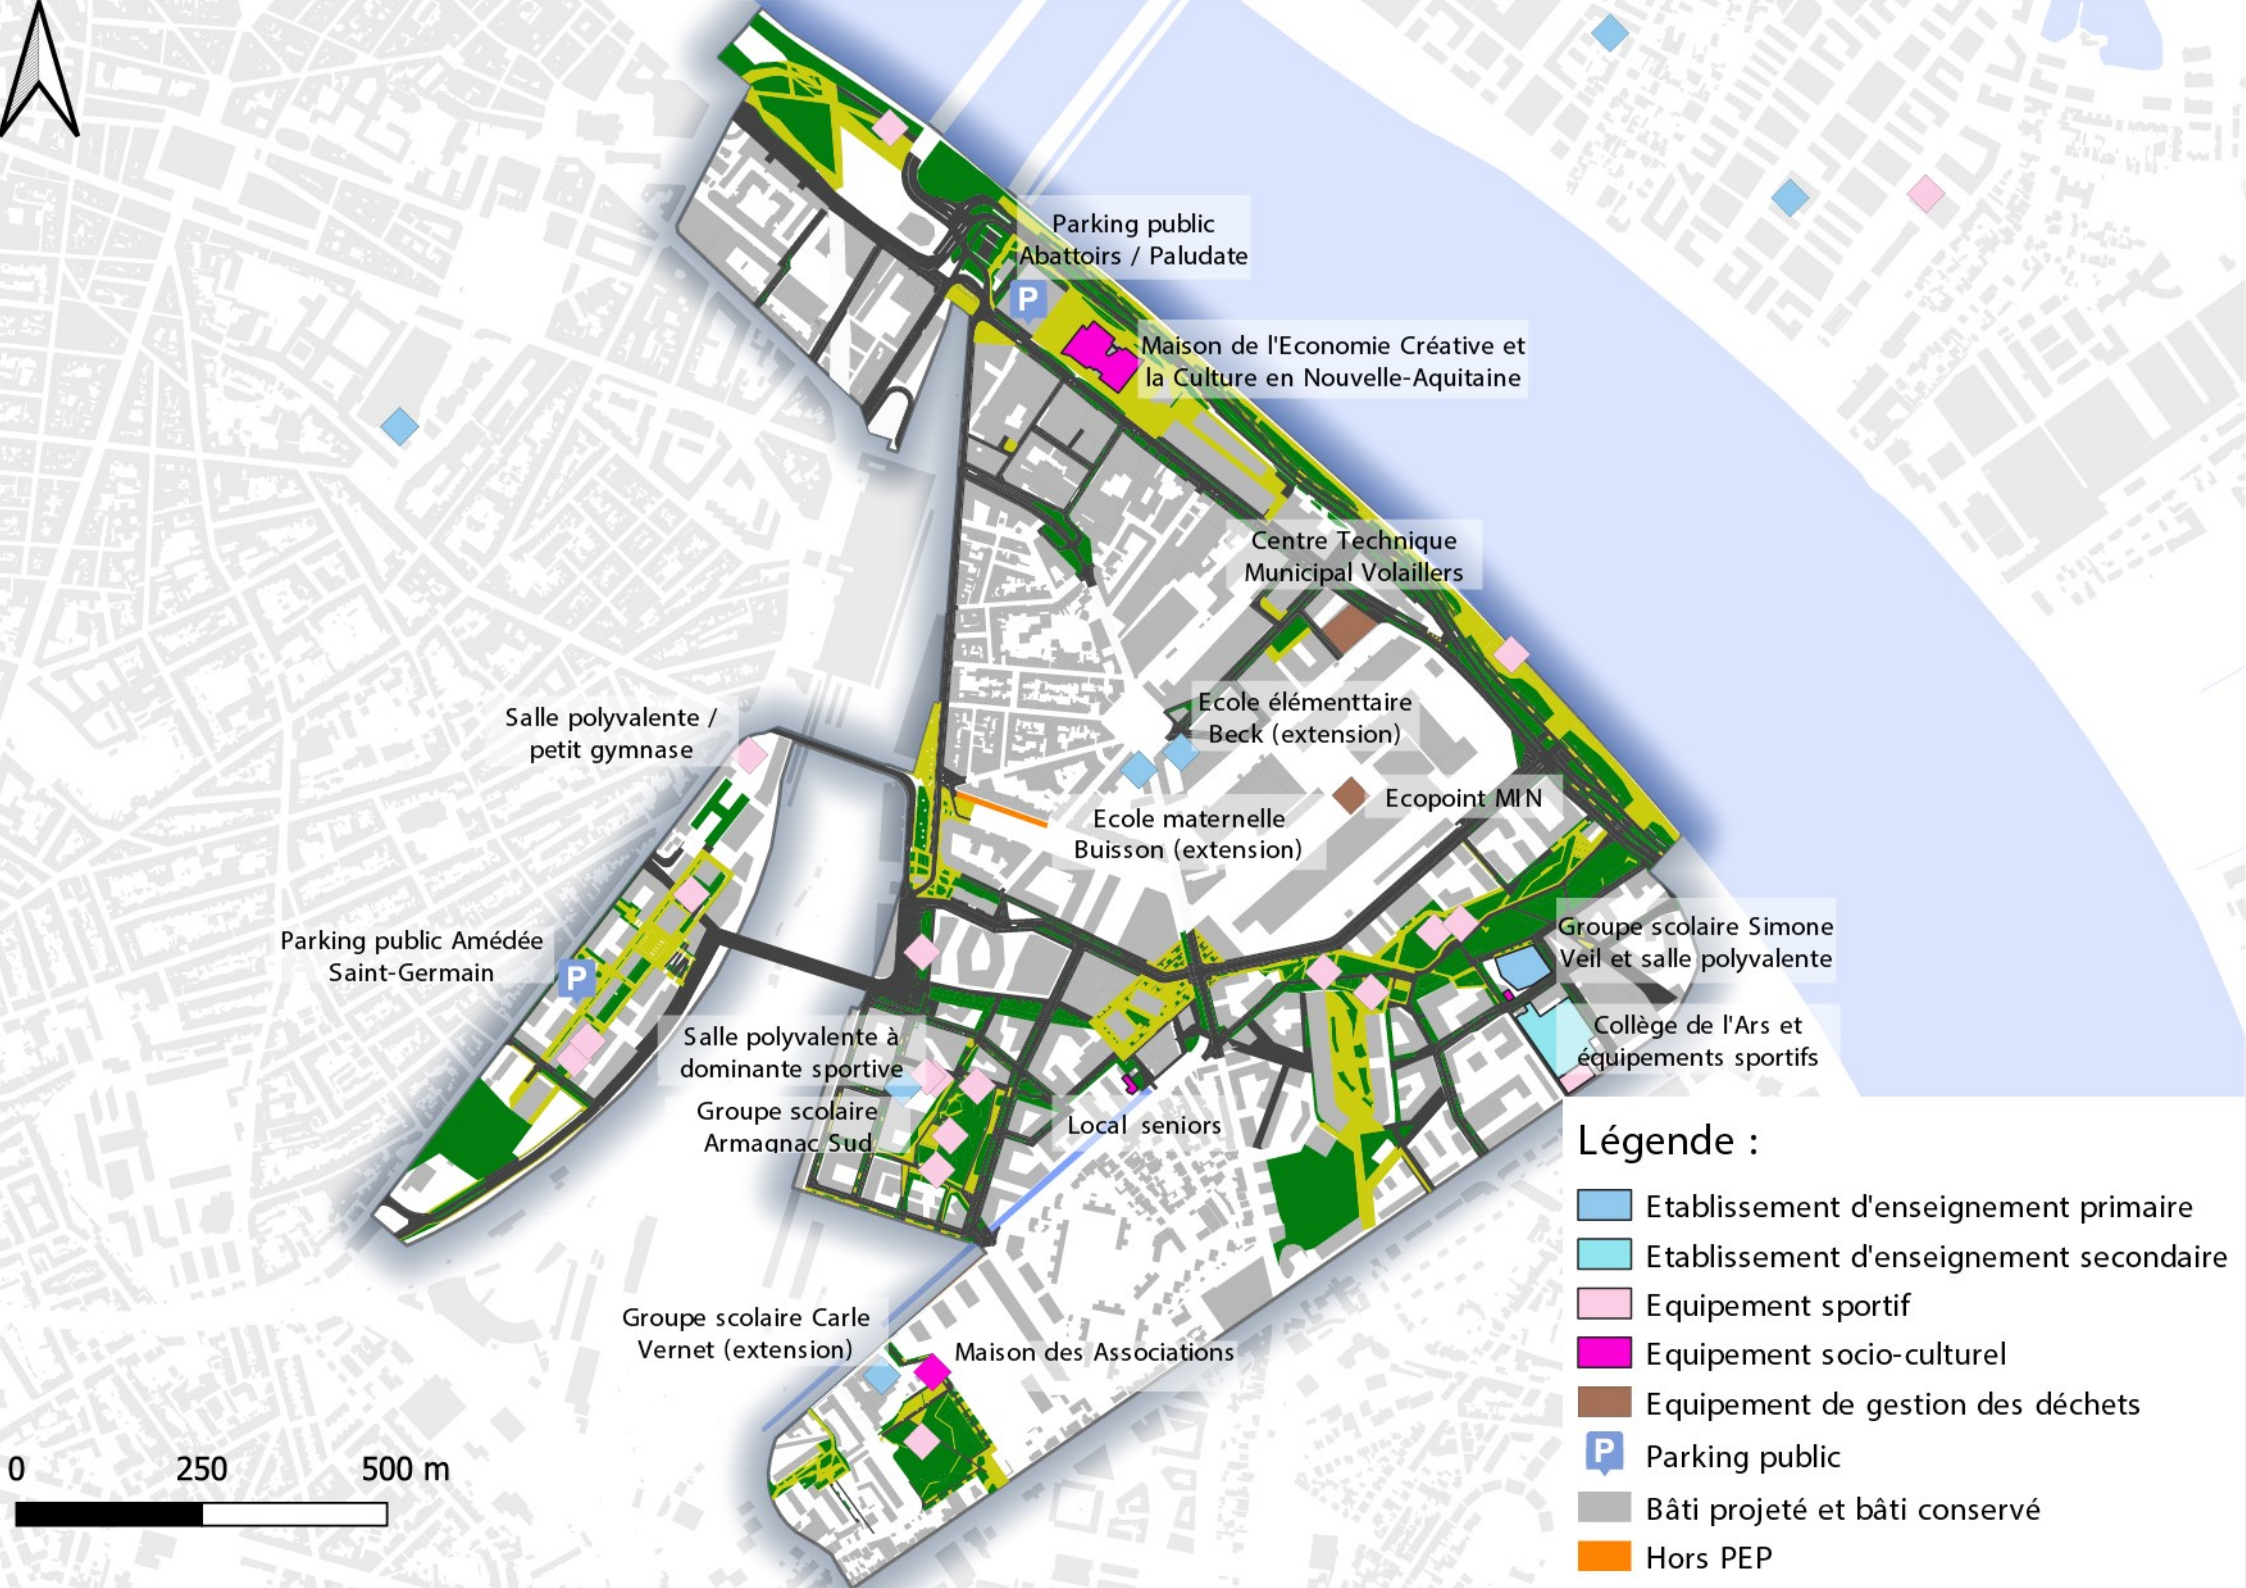 Parking public
Abattoirs / Paludate
P
Maison de l'Economie Créative et
la Culture en Nouvelle-Aquitaine
Centre Technique
Municipal Volaillers
Salle polyvalente /
petit gymnase
Ecole élémenttaire
Beck (extension)
Ecopoint MIN
Ecole maternelle
Buisson (extension)
Parking public Amédée
Saint-Germain
P
Groupe scolaire Simone
Veil et salle polyvalente
Salle polyvalente à
dominante sportive
Collège de l'Ars et
équipements sportifs
Groupe scolaire
Armagnac Sud
Local seniors
Groupe scolaire Carle
Vernet (extension)
Maison des Associations
0 250 500 m
Légende :
Etablissement d'enseignement primaire
Etablissement d'enseignement secondaire
Equipement sportif
Equipement socio-culturel
Equipement de gestion des déchets
P Parking public
Bâti projeté et bâti conservé
Hors PEP